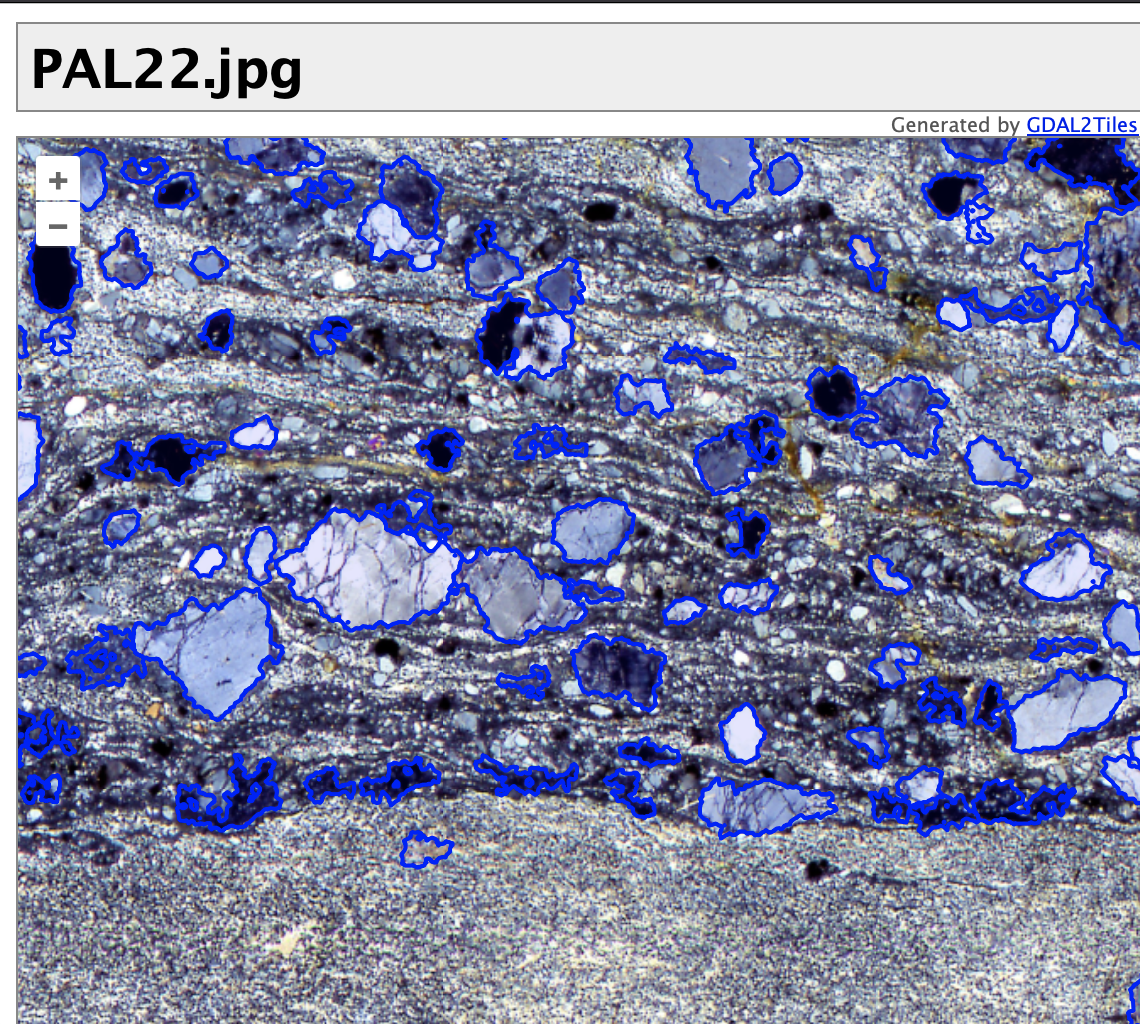 PAL22.jpg
Generated by GDAL2Tiles
+
−